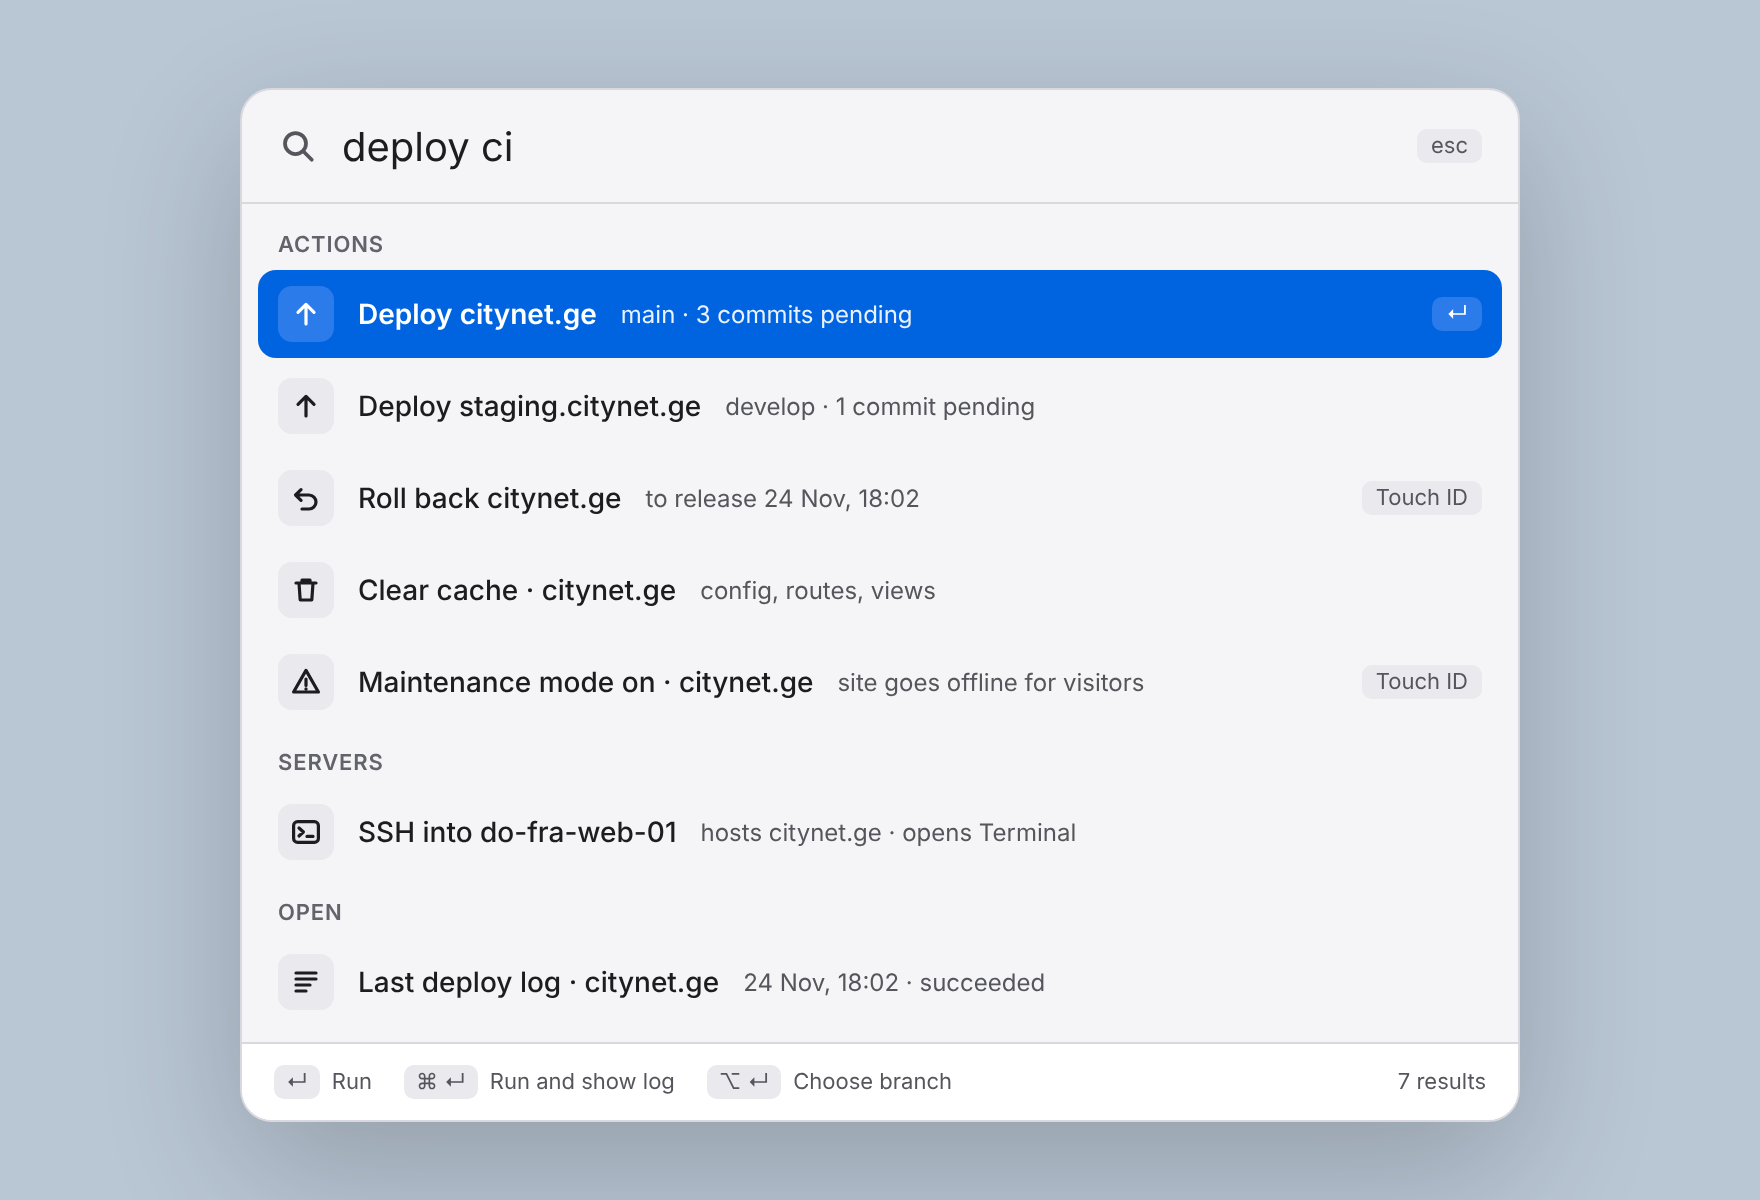 deploy ci esc
ACTIONS
Deploy citynet.ge main · 3 commits pending ↵
Deploy staging.citynet.ge develop · 1 commit pending
Roll back citynet.ge to release 24 Nov, 18:02 Touch ID
Clear cache · citynet.ge config, routes, views
Maintenance mode on · citynet.ge site goes offline for visitors Touch ID
SERVERS
SSH into do-fra-web-01 hosts citynet.ge · opens Terminal
OPEN
Last deploy log · citynet.ge 24 Nov, 18:02 · succeeded
↵ Run ⌘ ↵ Run and show log ⌥ ↵ Choose branch 7 results